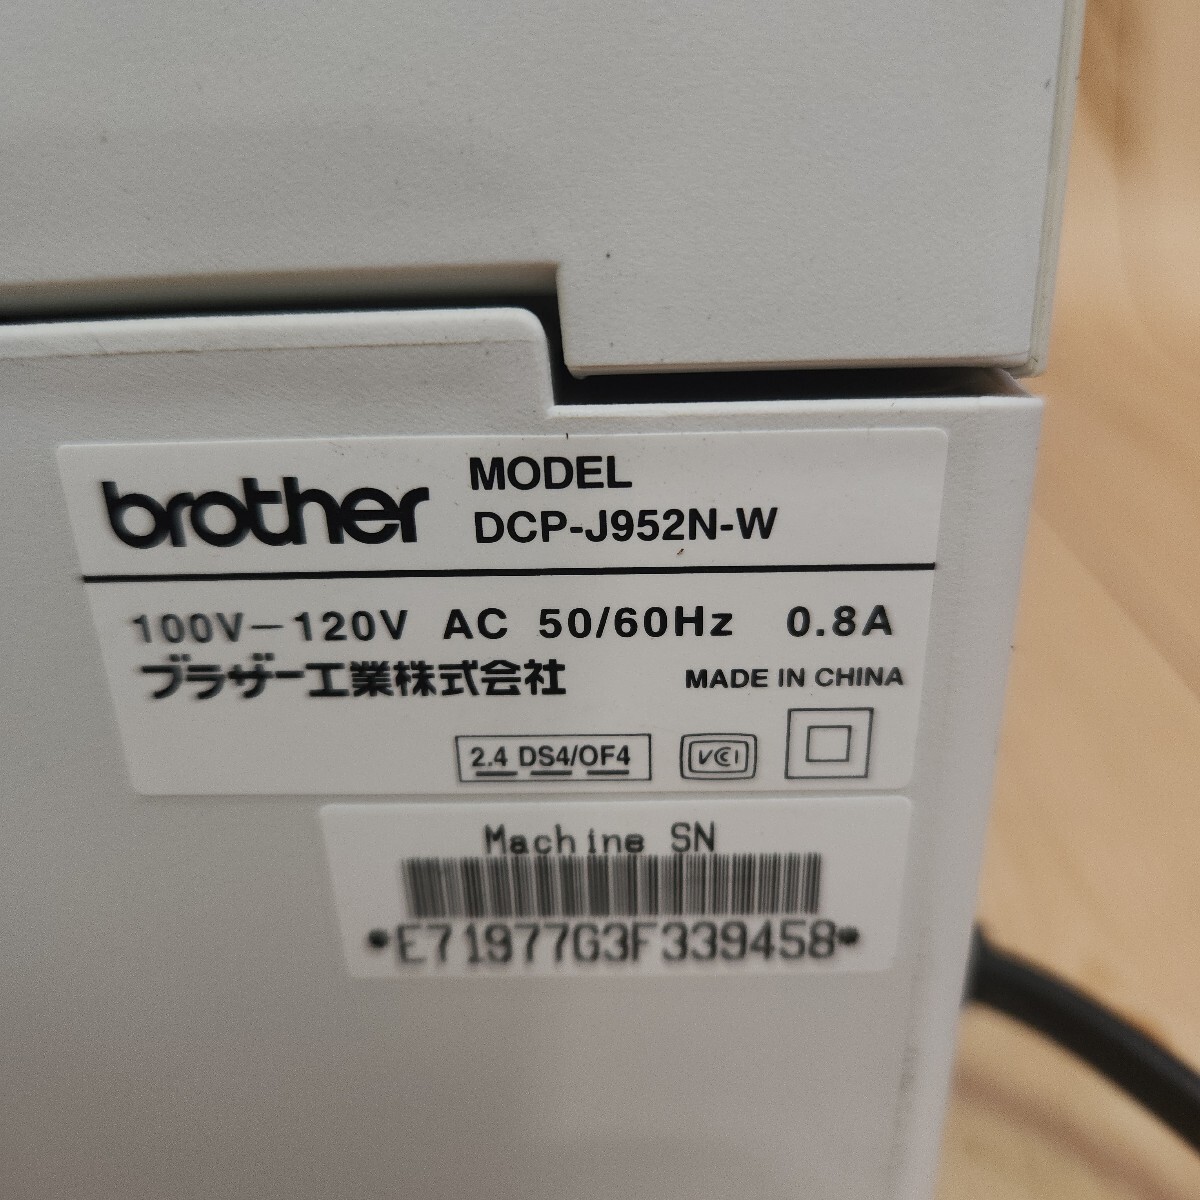 brother
MODEL
DCP-J952N-W
100V－120V AC 50/60Hz 0.8A
ブラザー工業株式会社
MADE IN CHINA
2.4 DS4/OF4
VCCI
Machine SN
*E71977G3F339458*